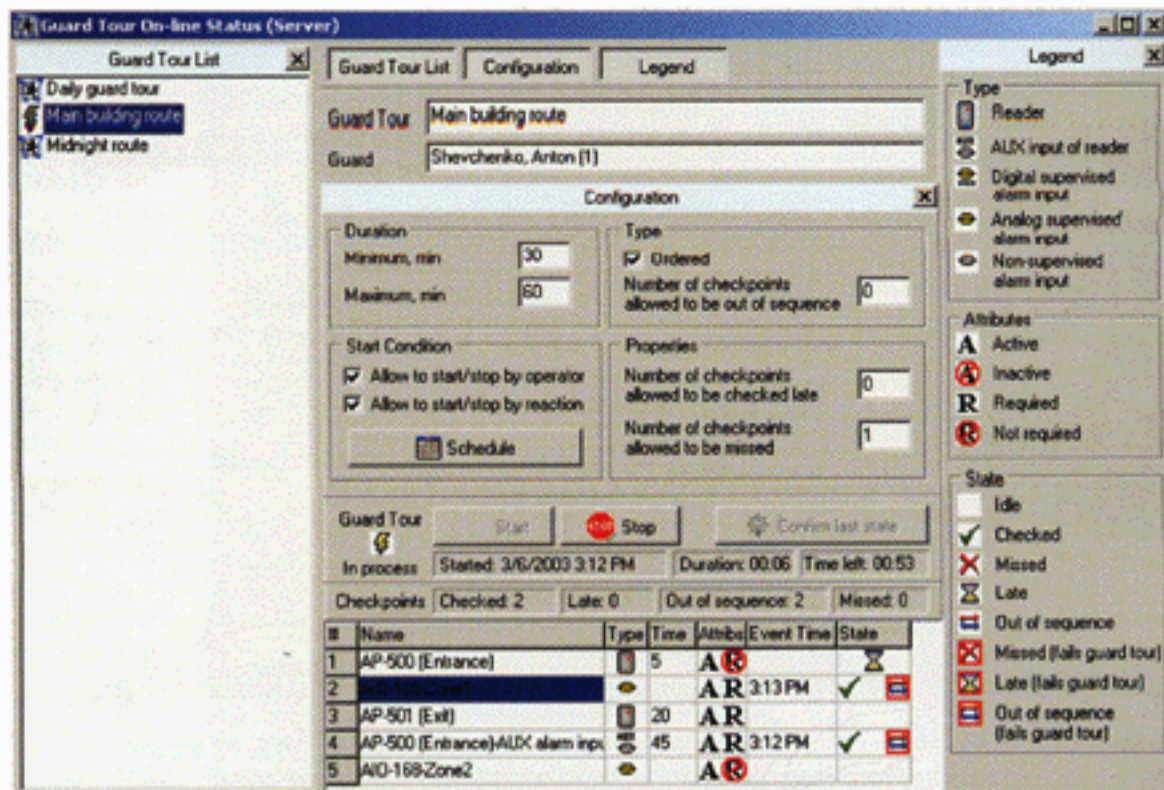 Guard Tour On-line Status (Server)
Guard Tour List
Daily guard tour
Main building route
Midnight route
Guard Tour List Configuration Legend
Guard Tour Main building route
Guard Shevchenko, Anton (1)
Configuration
Duration
Minimum, min 30
Maximum, min 60
Type
Ordered
Number of checkpoints
allowed to be out of sequence 0
Start Condition
Allow to start/stop by operator
Allow to start/stop by reaction
Schedule
Properties
Number of checkpoints
allowed to be checked late 0
Number of checkpoints
allowed to be missed 1
Guard Tour
In process
Start STOP Stop Confirm last state
Started: 3/6/2003 3:12 PM Duration: 00:06 Time left: 00:53
Checkpoints Checked: 2 Late: 0 Out of sequence: 2 Missed: 0
# Name Type Time Attribs Event Time State
1 AP-500 (Entrance) 5 A R
2 A R 3:13 PM
3 AP-501 (Exit) 20 A R
4 AP-500 (Entrance)-AUX alarm inpu 45 A R 3:12 PM
5 AIO-168-Zone2 A R
Legend
Type
Reader
AUX input of reader
Digital supervised
alarm input
Analog supervised
alarm input
Non-supervised
alarm input
Attributes
A Active
A Inactive
R Required
R Not required
State
Idle
Checked
Missed
Late
Out of sequence
Missed (fails guard tour)
Late (fails guard tour)
Out of sequence
(fails guard tour)